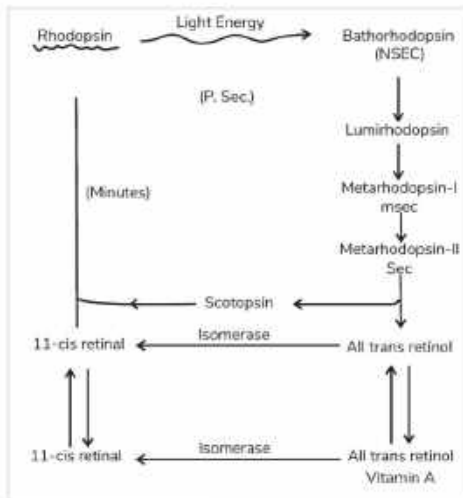 Rhodopsin
Light Energy
Bathorhodopsin
(NSEC)
(P. Sec.)
Lumirhodopsin
(Minutes)
Metarhodopsin-I
msec
Metarhodopsin-II
Sec
Scotopsin
11-cis retinal
Isomerase
All trans retinol
11-cis retinal
Isomerase
All trans retinol
Vitamin A